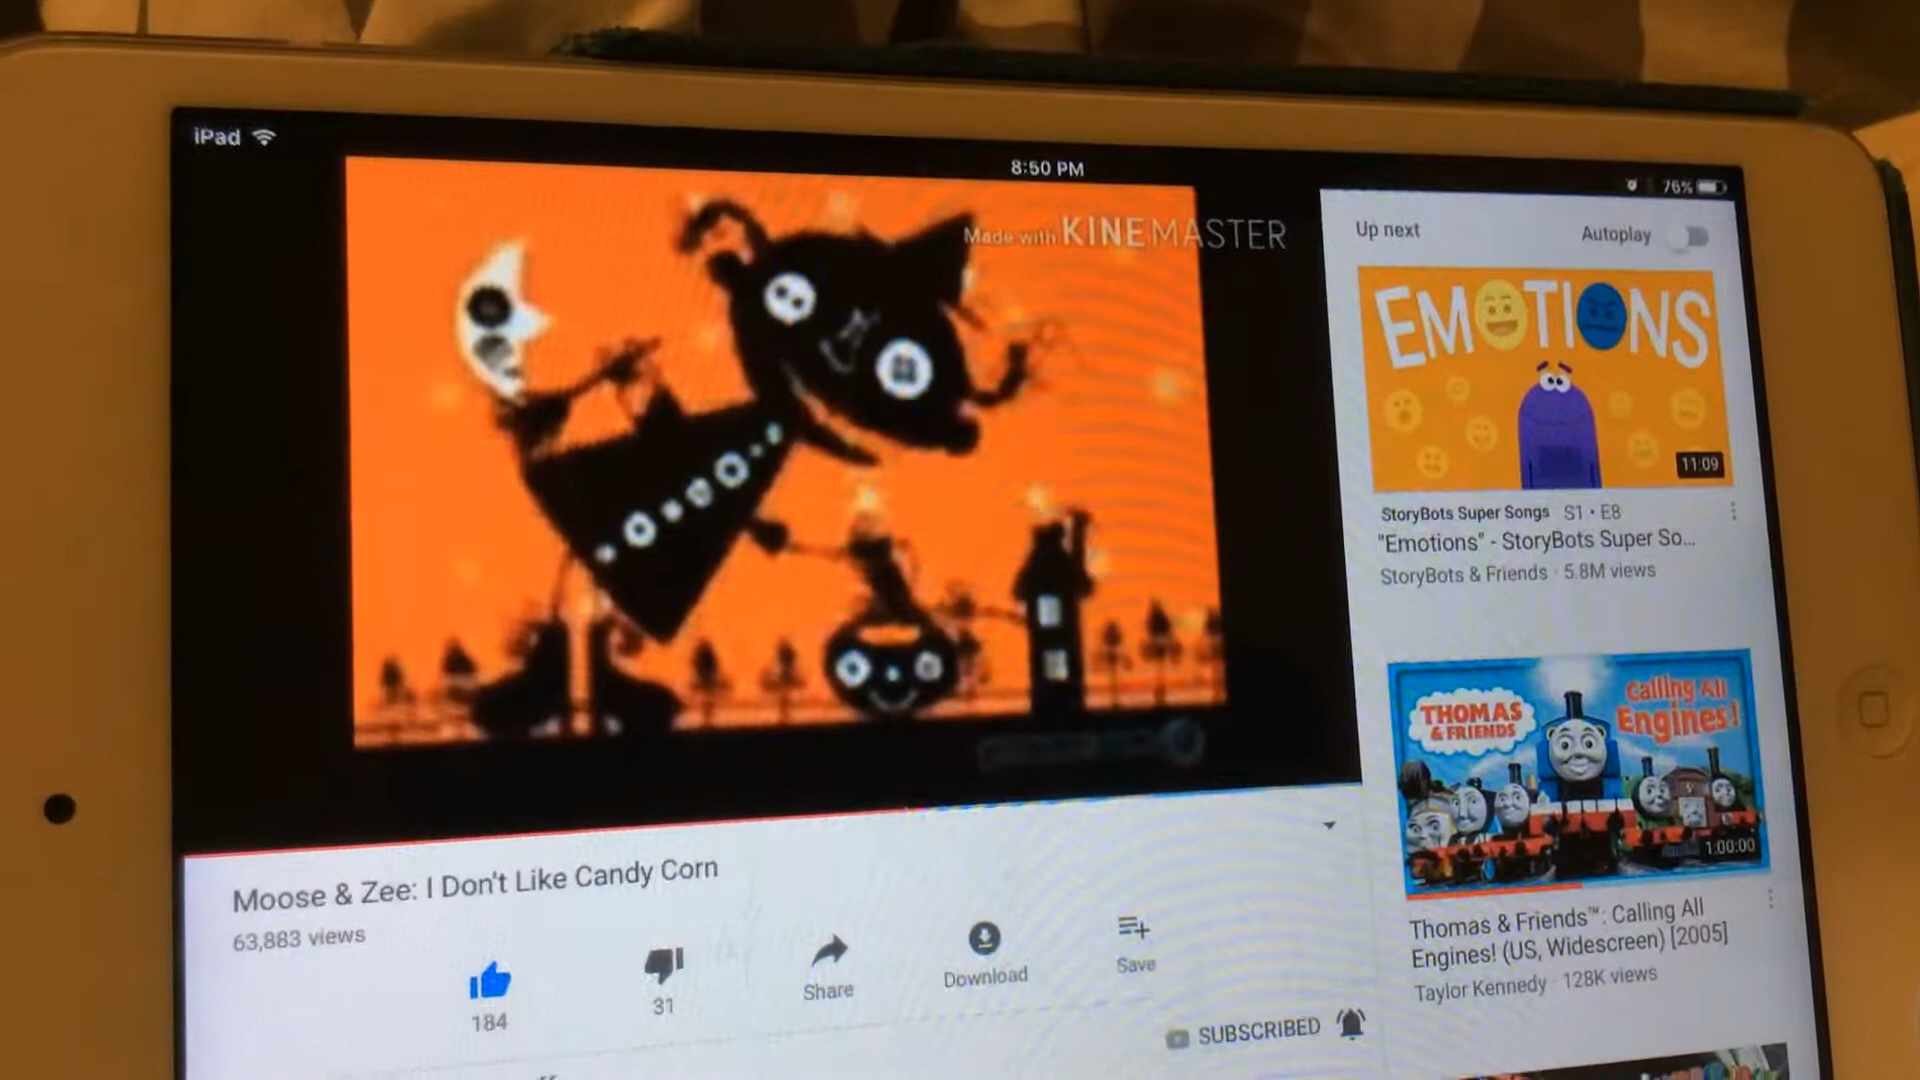 iPad
8:50 PM
76%
Made with KINEMASTER
Up next
Autoplay
EMOTIONS
11:09
StoryBots Super Songs S1 • E8
"Emotions" - StoryBots Super So...
StoryBots & Friends · 5.8M views
THOMAS
& FRIENDS
Calling All
Engines!
1:00:00
Thomas & Friends™: Calling All
Engines! (US, Widescreen) [2005]
Taylor Kennedy · 128K views
Moose & Zee: I Don't Like Candy Corn
63,883 views
184
31
Share
Download
Save
SUBSCRIBED